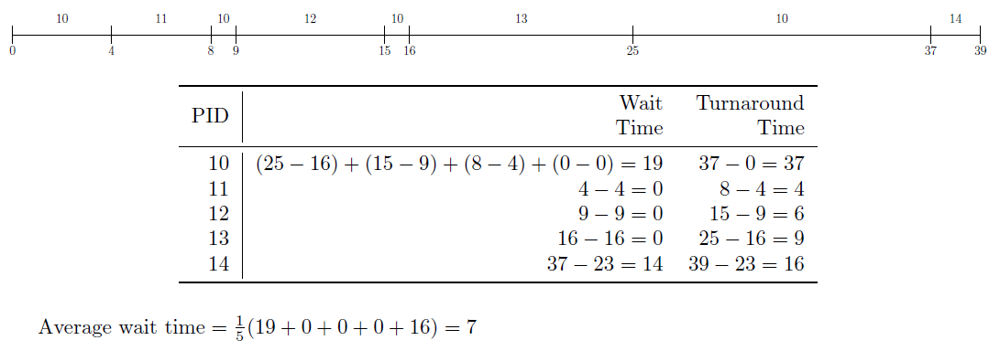 10 11 10 12 10 13 10 14
0 4 8 9 15 16 25 37 39
PID Wait Time Turnaround Time
10 (25 − 16) + (15 − 9) + (8 − 4) + (0 − 0) = 19 37 − 0 = 37
11 4 − 4 = 0 8 − 4 = 4
12 9 − 9 = 0 15 − 9 = 6
13 16 − 16 = 0 25 − 16 = 9
14 37 − 23 = 14 39 − 23 = 16
Average wait time = 1/5(19 + 0 + 0 + 0 + 16) = 7